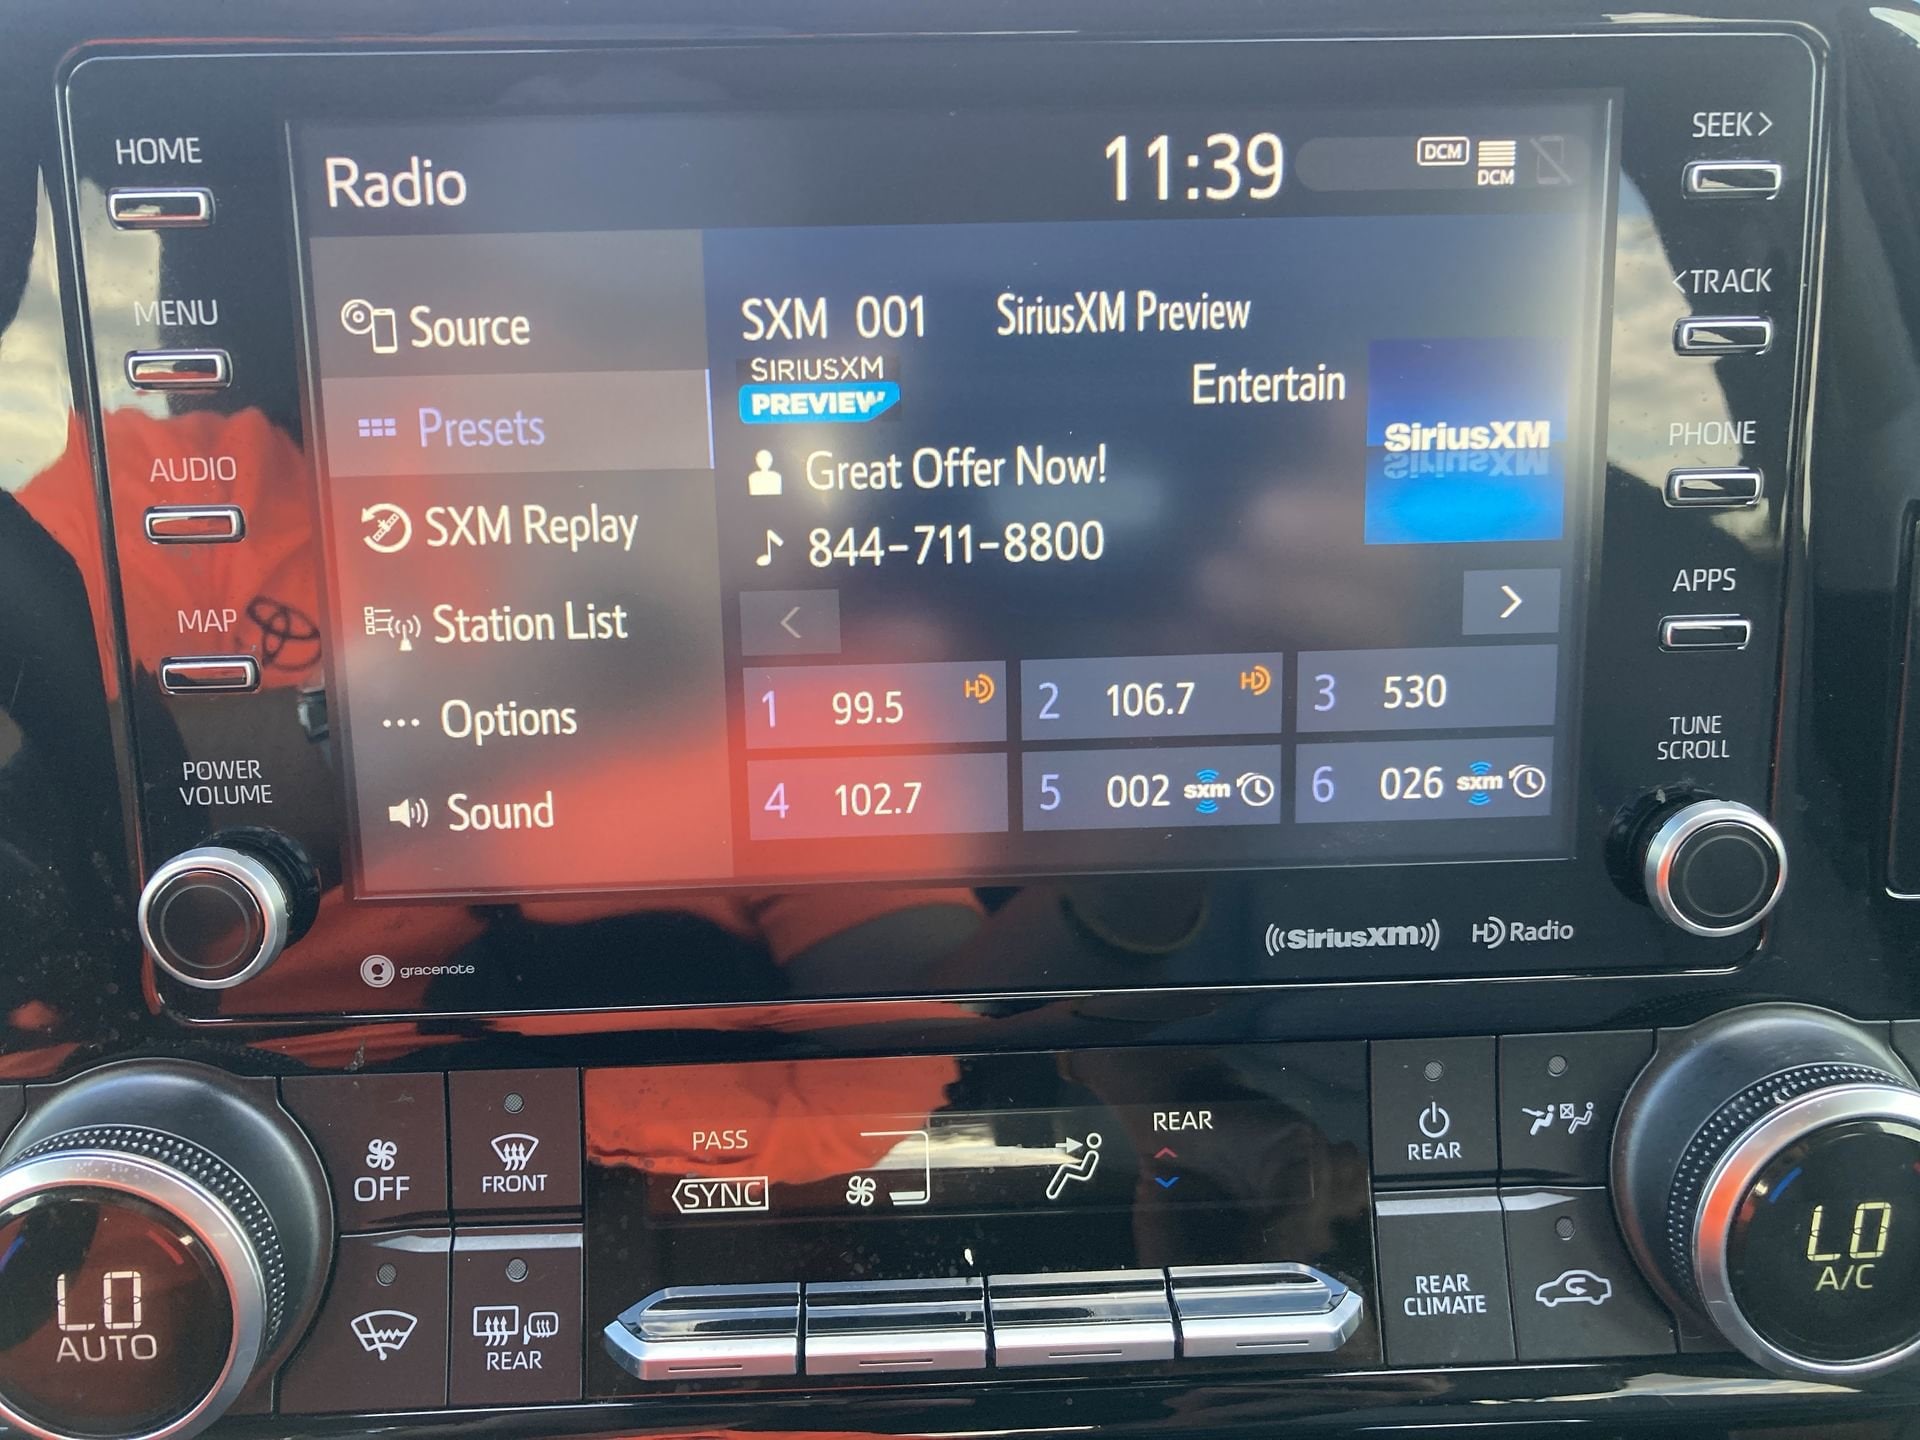 HOME
MENU
AUDIO
MAP
POWER
VOLUME
Radio
11:39
DCM
DCM
Source
Presets
SXM Replay
Station List
... Options
Sound
SXM 001 SiriusXM Preview
SIRIUSXM
PREVIEW
Entertain
SiriusXM
Great Offer Now!
844-711-8800
<
>
1 99.5 HD
2 106.7 HD
3 530
4 102.7
5 002 sxm
6 026 sxm
SEEK>
<TRACK
PHONE
APPS
TUNE
SCROLL
gracenote
((SiriusXM))
HD Radio
LO
AUTO
OFF
FRONT
REAR
PASS
SYNC
REAR
REAR
REAR
CLIMATE
LO
A/C